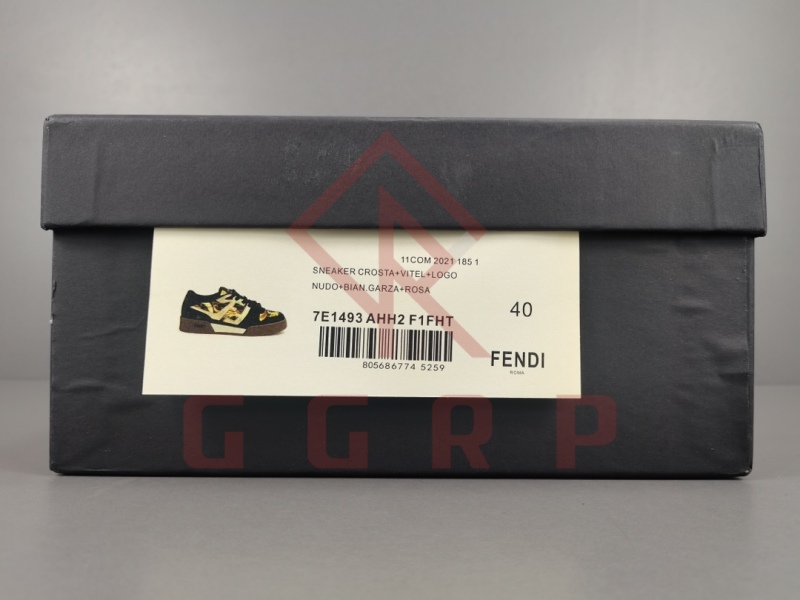 11COM 2021 185 1
SNEAKER CROSTA+VITEL+LOGO
NUDO+BIAN.GARZA+ROSA
40
7E1493 AHH2 F1FHT
805686774 5259
FENDI
ROMA
GGRP